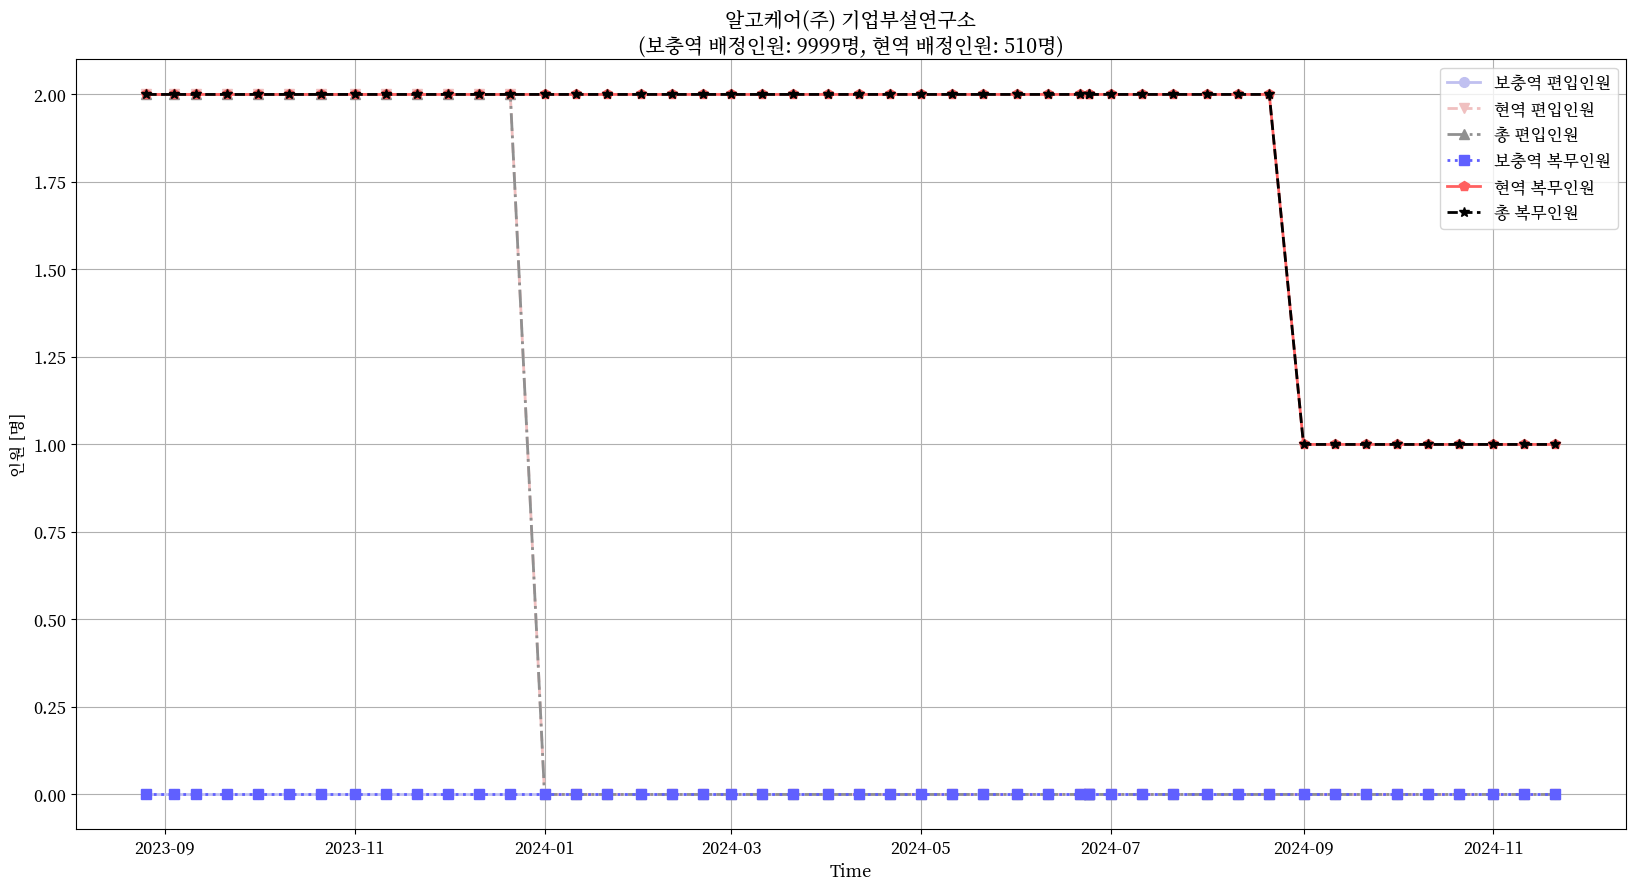 알고케어(주) 기업부설연구소
(보충역 배정인원: 9999명, 현역 배정인원: 510명)
보충역 편입인원
현역 편입인원
총 편입인원
보충역 복무인원
현역 복무인원
총 복무인원
2.00
1.75
1.50
1.25
1.00
0.75
0.50
0.25
0.00
인원 [명]
2023-09
2023-11
2024-01
2024-03
2024-05
2024-07
2024-09
2024-11
Time